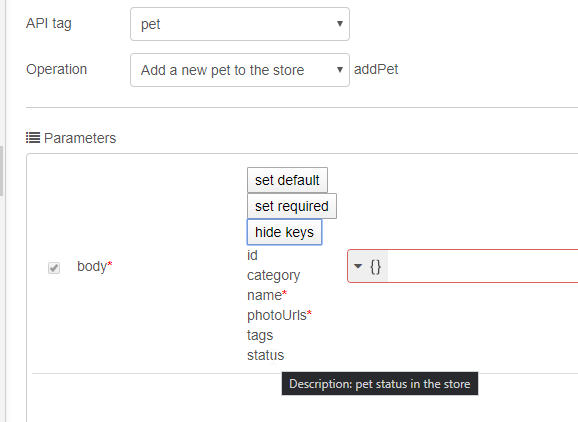 API tag pet
Operation Add a new pet to the store addPet
Parameters
set default
set required
hide keys
id
category
body* {}
name*
photoUrls*
tags
status
Description: pet status in the store